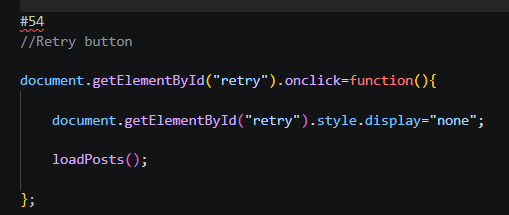 #54
//Retry button
document.getElementById("retry").onclick=function(){
document.getElementById("retry").style.display="none";
loadPosts();
};